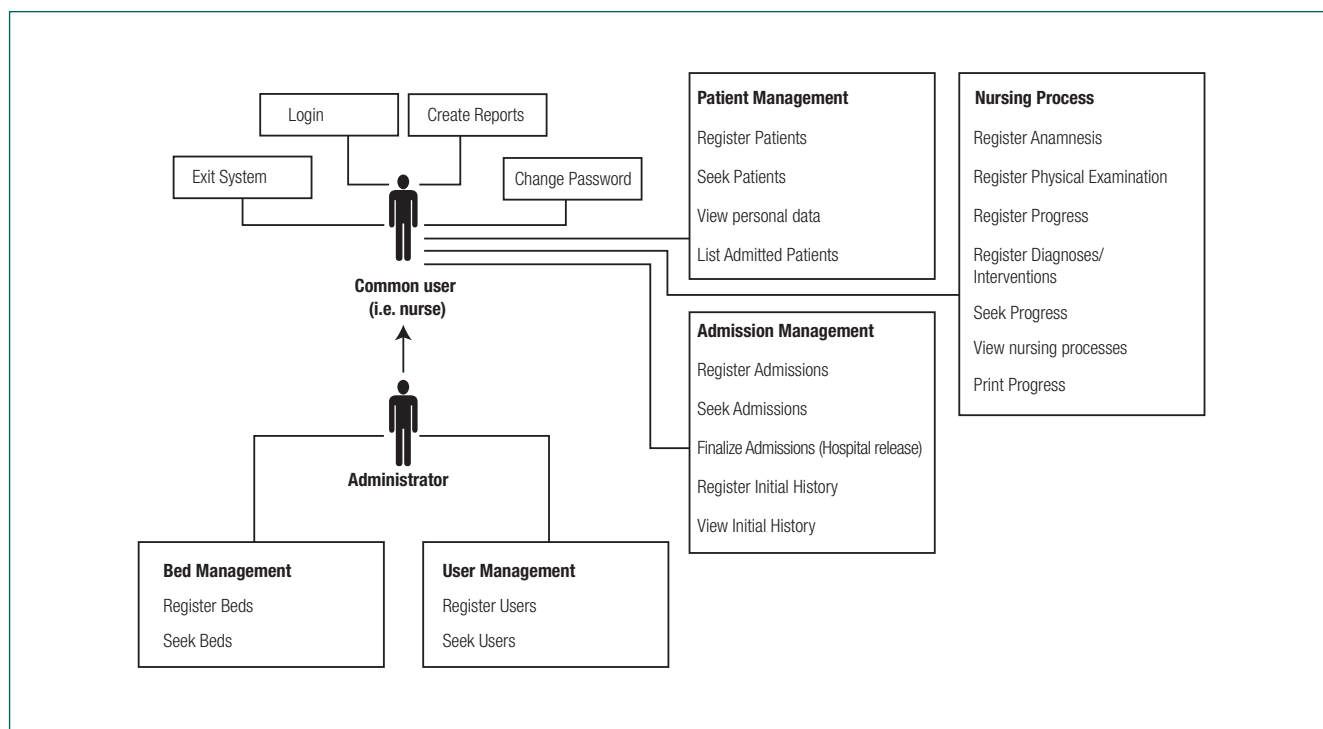 Login
Create Reports
Exit System
Change Password
Common user
(i.e. nurse)
Administrator
Patient Management
Register Patients
Seek Patients
View personal data
List Admitted Patients
Nursing Process
Register Anamnesis
Register Physical Examination
Register Progress
Register Diagnoses/
Interventions
Seek Progress
View nursing processes
Print Progress
Admission Management
Register Admissions
Seek Admissions
Finalize Admissions (Hospital release)
Register Initial History
View Initial History
Bed Management
Register Beds
Seek Beds
User Management
Register Users
Seek Users